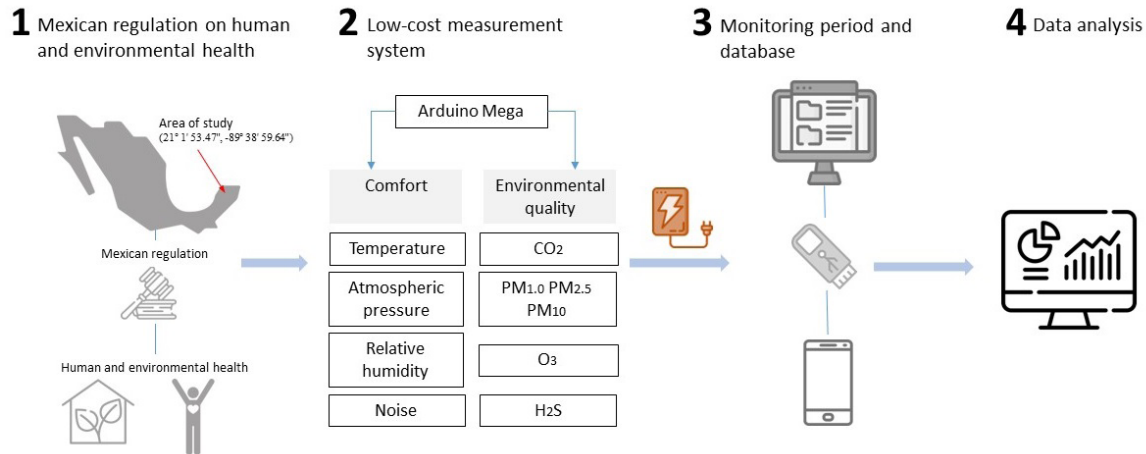 1 Mexican regulation on human
and environmental health
Area of study
(21° 1' 53.47", -89° 38' 59.64")
Mexican regulation
Human and environmental health
2 Low-cost measurement
system
Arduino Mega
Comfort
Environmental
quality
Temperature
CO2
Atmospheric
pressure
PM1.0 PM2.5
PM10
Relative
humidity
O3
Noise
H2S
3 Monitoring period and
database
4 Data analysis